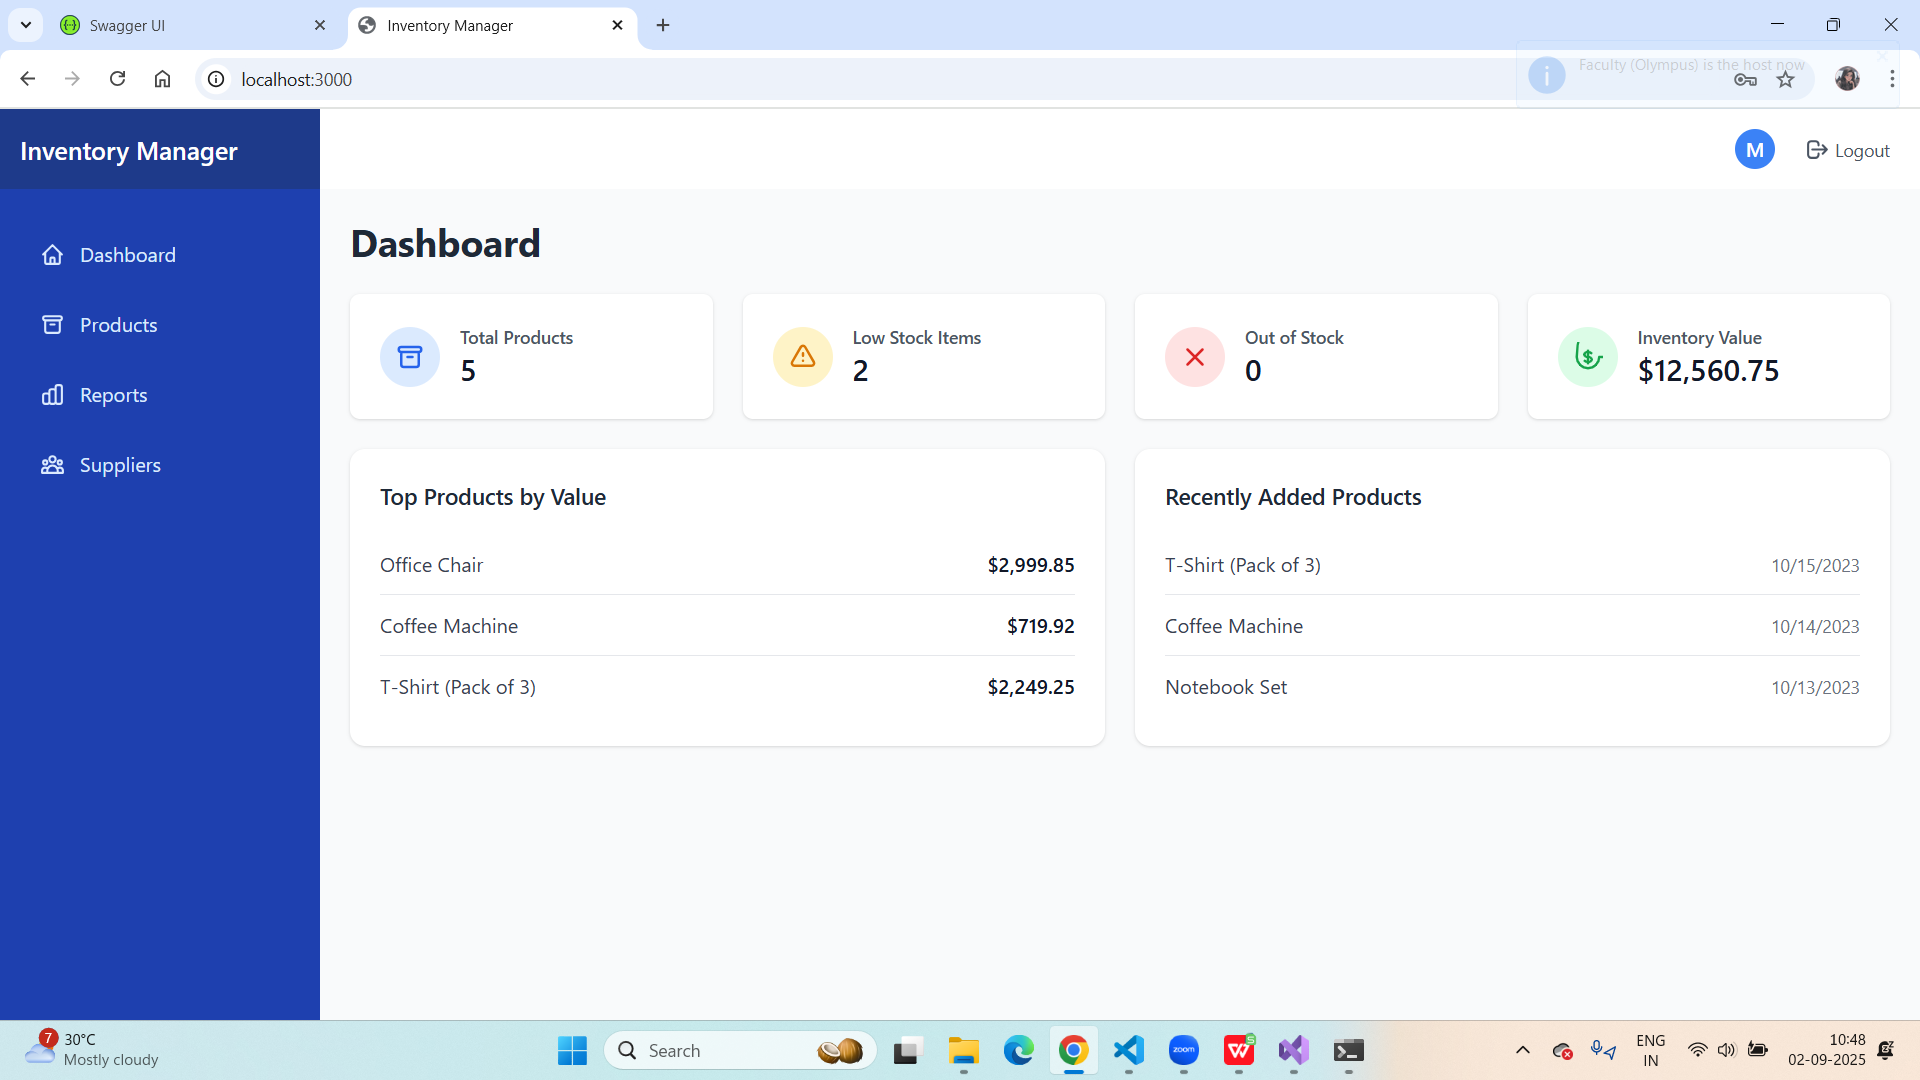 Swagger UI
Inventory Manager
localhost:3000
Faculty (Olympus) is the host now
Inventory Manager
M
Logout
Dashboard
Products
Reports
Suppliers
Dashboard
Total Products
5
Low Stock Items
2
Out of Stock
0
Inventory Value
$12,560.75
Top Products by Value
Office Chair $2,999.85
Coffee Machine $719.92
T-Shirt (Pack of 3) $2,249.25
Recently Added Products
T-Shirt (Pack of 3) 10/15/2023
Coffee Machine 10/14/2023
Notebook Set 10/13/2023
7
30°C
Mostly cloudy
Search
zoom
W
S
ENG
IN
10:48
02-09-2025